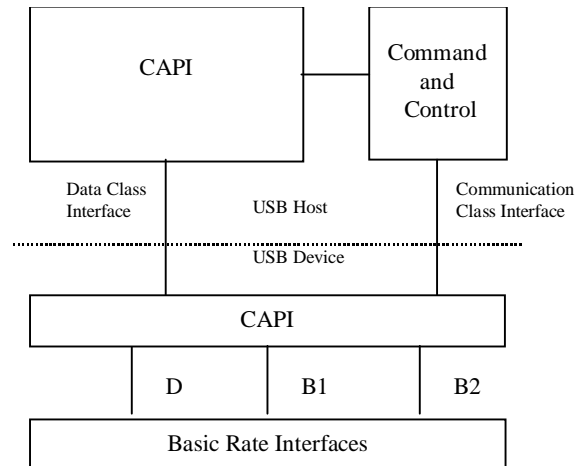 CAPI
Command
and
Control
Data Class
Interface
USB Host
Communication
Class Interface
USB Device
CAPI
D
B1
B2
Basic Rate Interfaces